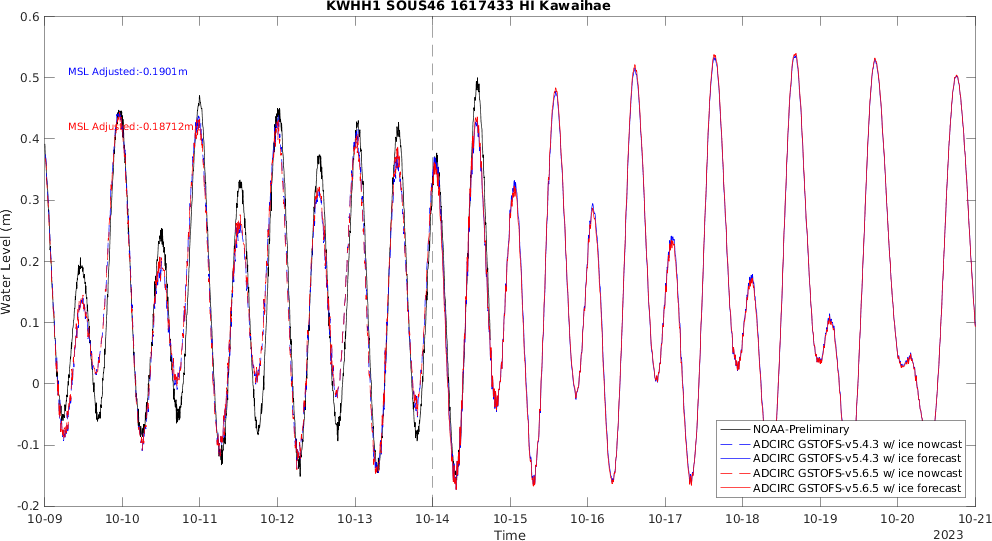 KWHH1 SOUS46 1617433 HI Kawaihae
0.6
0.5
0.4
0.3
0.2
0.1
0
-0.1
-0.2
Water Level (m)
MSL Adjusted:-0.1901m
MSL Adjusted:-0.18712m
NOAA-Preliminary
ADCIRC GSTOFS-v5.4.3 w/ ice nowcast
ADCIRC GSTOFS-v5.4.3 w/ ice forecast
ADCIRC GSTOFS-v5.6.5 w/ ice nowcast
ADCIRC GSTOFS-v5.6.5 w/ ice forecast
10-09 10-10 10-11 10-12 10-13 10-14 10-15 10-16 10-17 10-18 10-19 10-20 10-21
Time
2023